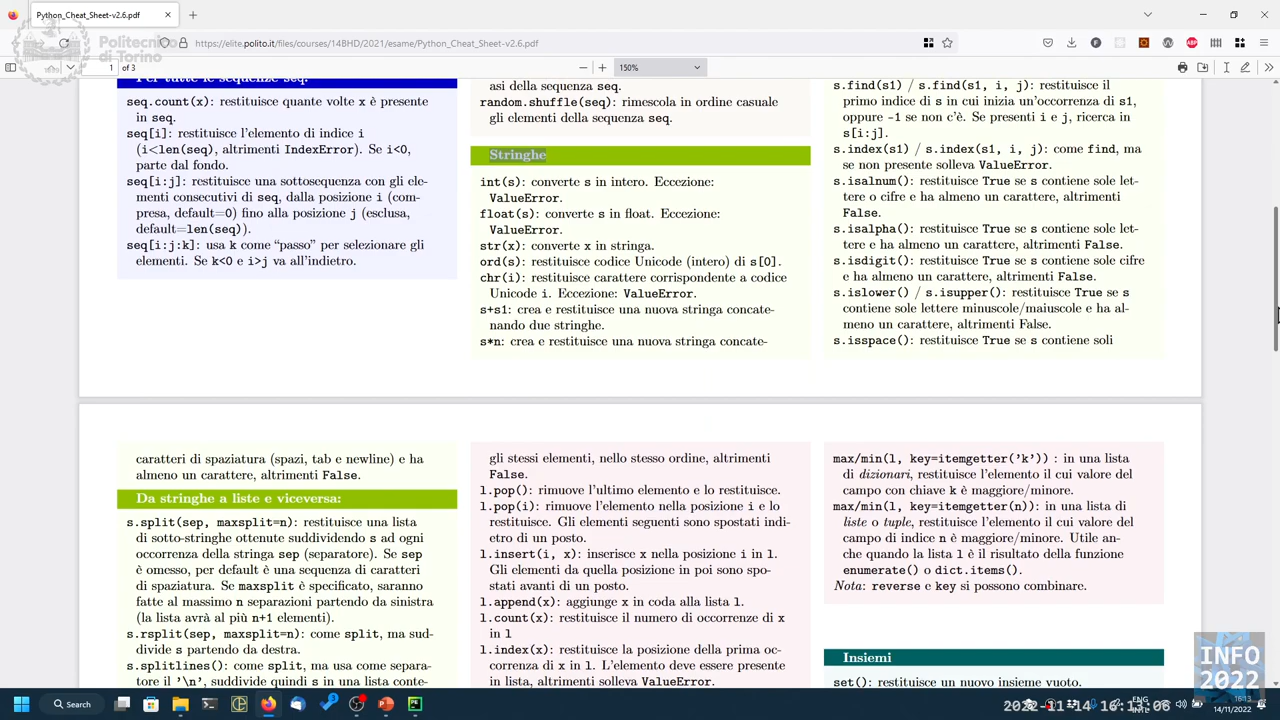 Python_Cheat_Sheet-v2.6.pdf
Politecnico
di Torino
https://elite.polito.it/files/courses/14BHD/2021/esame/Python_Cheat_Sheet-v2.6.pdf
1 of 3
150%
Per tutte le sequenze seq:
seq.count(x): restituisce quante volte x è presente
in seq.
seq[i]: restituisce l'elemento di indice i
(i<len(seq), altrimenti IndexError). Se i<0,
parte dal fondo.
seq[i:j]: restituisce una sottosequenza con gli ele-
menti consecutivi di seq, dalla posizione i (com-
presa, default=0) fino alla posizione j (esclusa,
default=len(seq)).
seq[i:j:k]: usa k come “passo” per selezionare gli
elementi. Se k<0 e i>j va all'indietro.
asi della sequenza seq.
random.shuffle(seq): rimescola in ordine casuale
gli elementi della sequenza seq.
Stringhe
int(s): converte s in intero. Eccezione:
ValueError.
float(s): converte s in float. Eccezione:
ValueError.
str(x): converte x in stringa.
ord(s): restituisce codice Unicode (intero) di s[0].
chr(i): restituisce carattere corrispondente a codice
Unicode i. Eccezione: ValueError.
s+s1: crea e restituisce una nuova stringa concate-
nando due stringhe.
s*n: crea e restituisce una nuova stringa concate-
s.find(s1) / s.find(s1, i, j): restituisce il
primo indice di s in cui inizia un'occorrenza di s1,
oppure -1 se non c'è. Se presenti i e j, ricerca in
s[i:j].
s.index(s1) / s.index(s1, i, j): come find, ma
se non presente solleva ValueError.
s.isalnum(): restituisce True se s contiene sole let-
tere o cifre e ha almeno un carattere, altrimenti
False.
s.isalpha(): restituisce True se s contiene sole let-
tere e ha almeno un carattere, altrimenti False.
s.isdigit(): restituisce True se s contiene sole cifre
e ha almeno un carattere, altrimenti False.
s.islower() / s.isupper(): restituisce True se s
contiene sole lettere minuscole/maiuscole e ha al-
meno un carattere, altrimenti False.
s.isspace(): restituisce True se s contiene soli
caratteri di spaziatura (spazi, tab e newline) e ha
almeno un carattere, altrimenti False.
Da stringhe a liste e viceversa:
s.split(sep, maxsplit=n): restituisce una lista
di sotto-stringhe ottenute suddividendo s ad ogni
occorrenza della stringa sep (separatore). Se sep
è omesso, per default è una sequenza di caratteri
di spaziatura. Se maxsplit è specificato, saranno
fatte al massimo n separazioni partendo da sinistra
(la lista avrà al più n+1 elementi).
s.rsplit(sep, maxsplit=n): come split, ma sud-
divide s partendo da destra.
s.splitlines(): come split, ma usa come separa-
tore il '\n', suddivide quindi s in una lista conte-
gli stessi elementi, nello stesso ordine, altrimenti
False.
l.pop(): rimuove l'ultimo elemento e lo restituisce.
l.pop(i): rimuove l'elemento nella posizione i e lo
restituisce. Gli elementi seguenti sono spostati indi-
etro di un posto.
l.insert(i, x): inserisce x nella posizione i in l.
Gli elementi da quella posizione in poi sono spo-
stati avanti di un posto.
l.append(x): aggiunge x in coda alla lista l.
l.count(x): restituisce il numero di occorrenze di x
in l
l.index(x): restituisce la posizione della prima oc-
correnza di x in l. L'elemento deve essere presente
in lista, altrimenti solleva ValueError.
max/min(l, key=itemgetter('k')) : in una lista
di dizionari, restituisce l'elemento il cui valore del
campo con chiave k è maggiore/minore.
max/min(l, key=itemgetter(n)): in una lista di
liste o tuple, restituisce l'elemento il cui valore del
campo di indice n è maggiore/minore. Utile an-
che quando la lista l è il risultato della funzione
enumerate() o dict.items().
Nota: reverse e key si possono combinare.
Insiemi
set(): restituisce un nuovo insieme vuoto.
INFO
2022
Search
ENG
INTL
2022-11-14 16:13:06
16:13
14/11/2022